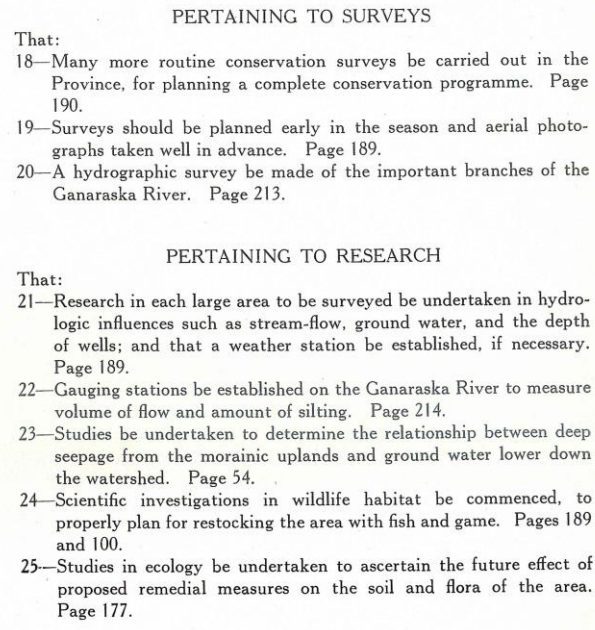 PERTAINING TO SURVEYS
That:
18—Many more routine conservation surveys be carried out in the
Province, for planning a complete conservation programme. Page
190.
19—Surveys should be planned early in the season and aerial photo-
graphs taken well in advance. Page 189.
20—A hydrographic survey be made of the important branches of the
Ganaraska River. Page 213.
PERTAINING TO RESEARCH
That:
21—Research in each large area to be surveyed be undertaken in hydro-
logic influences such as stream-flow, ground water, and the depth
of wells; and that a weather station be established, if necessary.
Page 189.
22—Gauging stations be established on the Ganaraska River to measure
volume of flow and amount of silting. Page 214.
23—Studies be undertaken to determine the relationship between deep
seepage from the morainic uplands and ground water lower down
the watershed. Page 54.
24—Scientific investigations in wildlife habitat be commenced, to
properly plan for restocking the area with fish and game. Pages 189
and 100.
25—Studies in ecology be undertaken to ascertain the future effect of
proposed remedial measures on the soil and flora of the area.
Page 177.